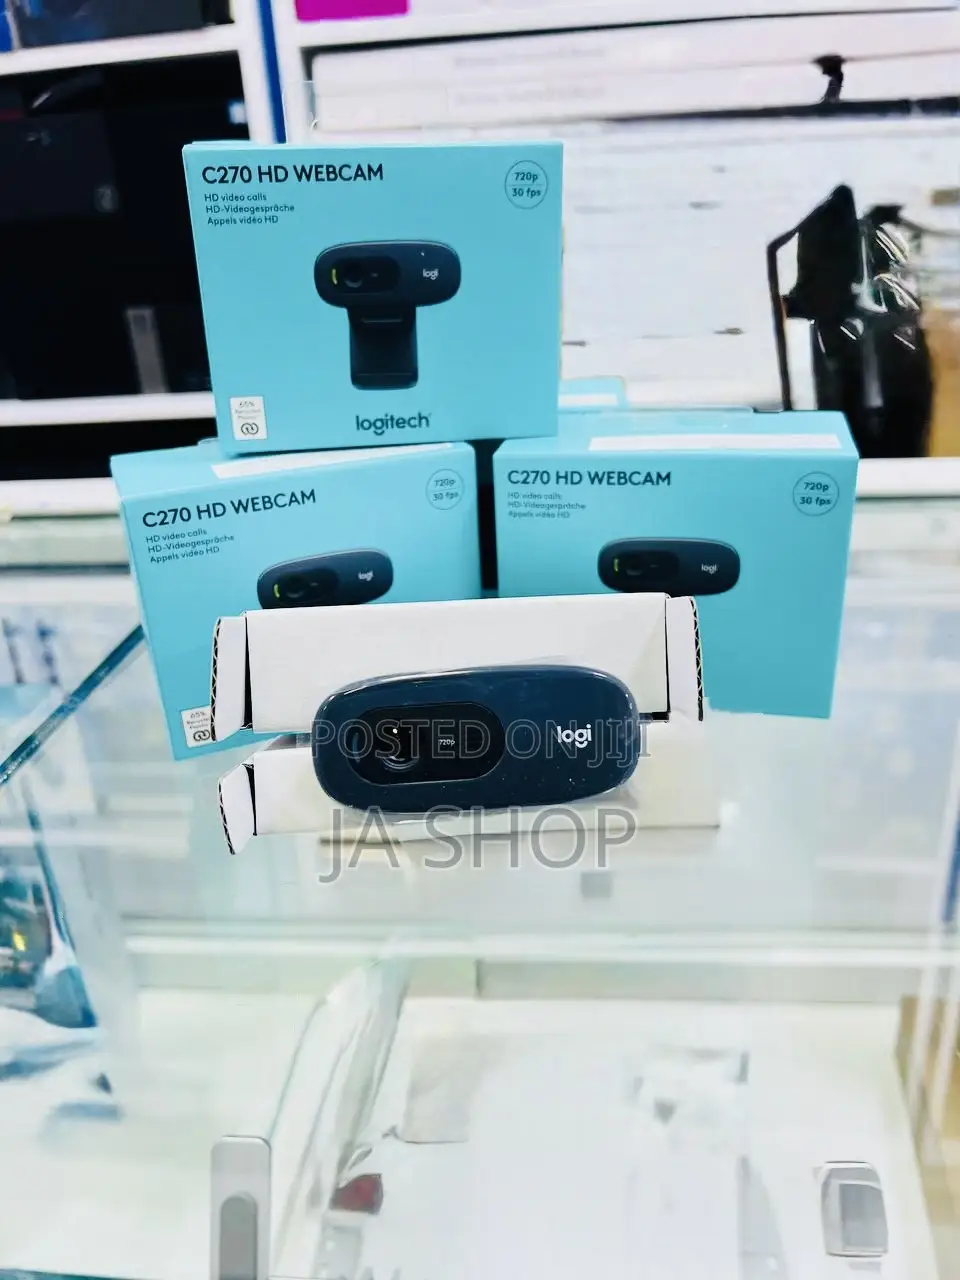 C270 HD WEBCAM
HD video calls
HD-Videogespräche
Appels vidéo HD
720p
30 fps
logi
65%
logitech
C270 HD WEBCAM
HD video calls
HD-Videogespräche
Appels vidéo HD
720p
30 fps
logi
65%
C270 HD WEBCAM
HD video calls
HD-Videogespräche
Appels vidéo HD
720p
30 fps
logi
720p
logi
POSTED ON JIJI
JA SHOP